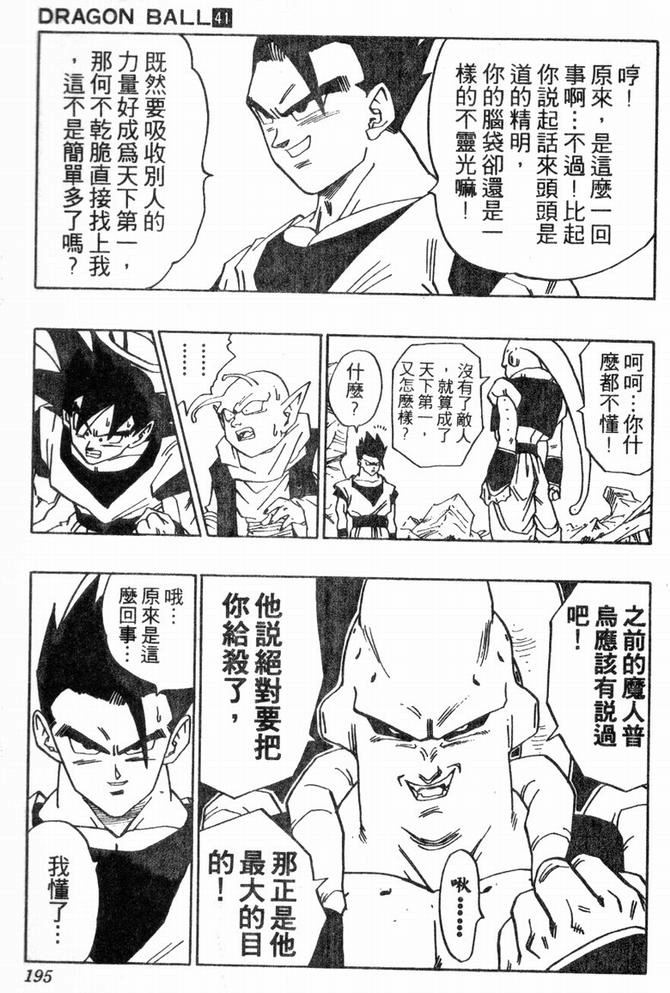 DRAGON BALL 41
哼！
原來，是這麼一回
事啊…不過！比起
你說起話來頭頭是
道的精明，
你的腦袋卻還是一
樣的不靈光嘛！
既然要吸收別人的
力量好成為天下第一，
那何不乾脆直接找上我
，這不是簡單多了嗎？
呵呵…你什
麼都不懂！
沒有了敵人
，就算成了
天下第一，
又怎麼樣？
什麼？
………
之前的魔人普
烏應該有説過
吧！
他説絕對要把
你給殺了，
那正是他
最大的目
的！
啾……
哦…
原來是這
麼回事…
我懂了…
195